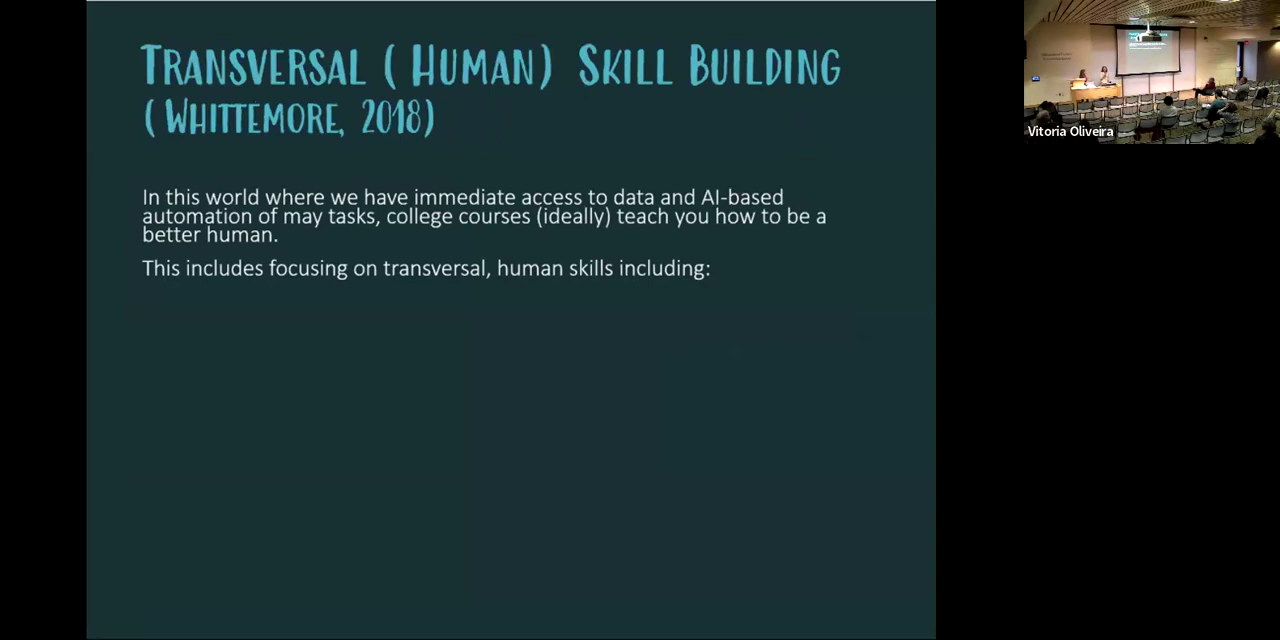 TRANSVERSAL (HUMAN) SKILL BUILDING
(WHITTEMORE, 2018)
In this world where we have immediate access to data and AI-based
automation of may tasks, college courses (ideally) teach you how to be a
better human.
This includes focusing on transversal, human skills including:
Vitoria Oliveira